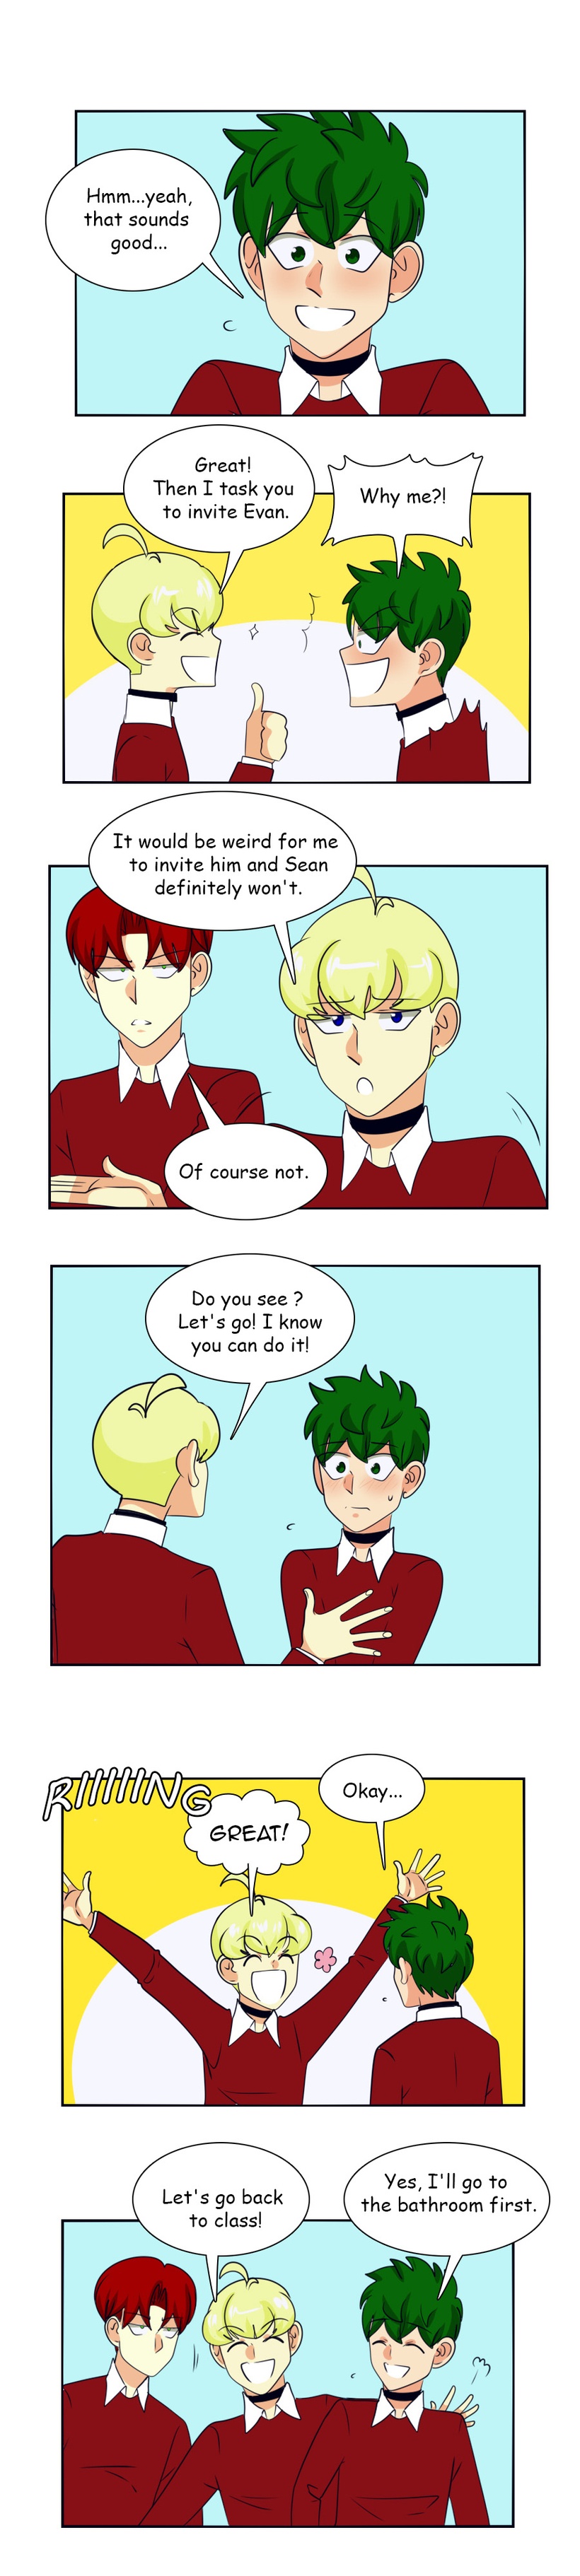 Hmm...yeah,
that sounds
good...
Great!
Then I task you
to invite Evan.
Why me?!
It would be weird for me
to invite him and Sean
definitely won't.
Of course not.
Do you see ?
Let's go! I know
you can do it!
RIIIIING
Okay...
GREAT!
Let's go back
to class!
Yes, I'll go to
the bathroom first.